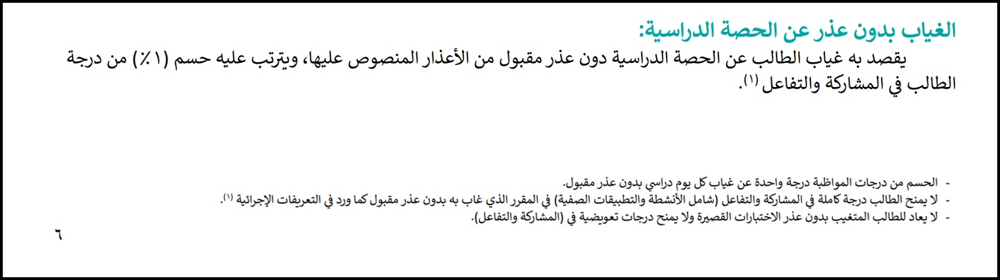 الغياب بدون عذر عن الحصة الدراسية:
يقصد به غياب الطالب عن الحصة الدراسية دون عذر مقبول من الأعذار المنصوص عليها، ويترتب عليه حسم (١٪) من درجة
الطالب في المشاركة والتفاعل (١).
- الحسم من درجات المواظبة درجة واحدة عن غياب كل يوم دراسي بدون عذر مقبول.
- لا يمنح الطالب درجة كاملة في المشاركة والتفاعل (شامل الأنشطة والتطبيقات الصفية) في المقرر الذي غاب به بدون عذر مقبول كما ورد في التعريفات الإجرائية (١).
- لا يعاد للطالب المتغيب بدون عذر الاختبارات القصيرة ولا يمنح درجات تعويضية في (المشاركة والتفاعل).
٦